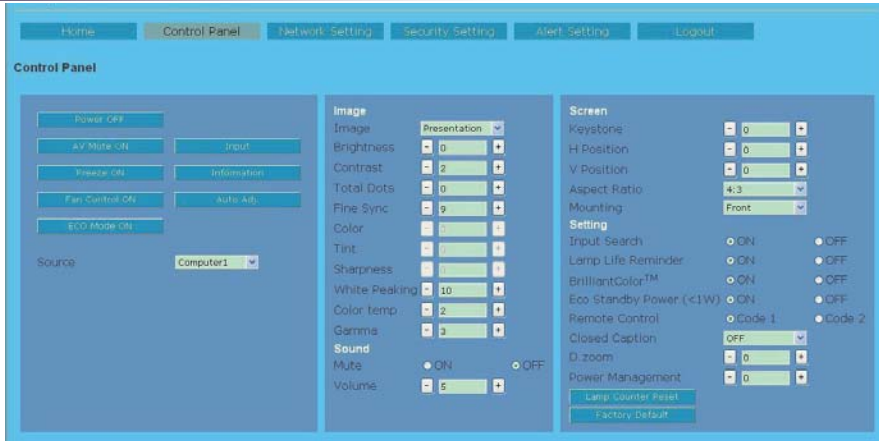 Home Control Panel Network Setting Security Setting Alert Setting Logout
Control Panel
Power OFF
AV Mute ON Input
Freeze ON Information
Fan Control ON Auto Adj.
ECO Mode ON
Source Computer1
Image
Image Presentation
Brightness - 0 +
Contrast - 2 +
Total Dots - 0 +
Fine Sync - 9 +
Color - +
Tint - +
Sharpness - +
White Peaking - 10 +
Color temp - 2 +
Gamma - 3 +
Sound
Mute ON OFF
Volume - 5 +
Screen
Keystone - 0 +
H Position - 0 +
V Position - 0 +
Aspect Ratio 4:3
Mounting Front
Setting
Input Search ON OFF
Lamp Life Reminder ON OFF
BrilliantColor™ ON OFF
Eco Standby Power (<1W) ON OFF
Remote Control Code 1 Code 2
Closed Caption OFF
D.zoom - 0 +
Power Management - 0 +
Lamp Counter Reset
Factory Default